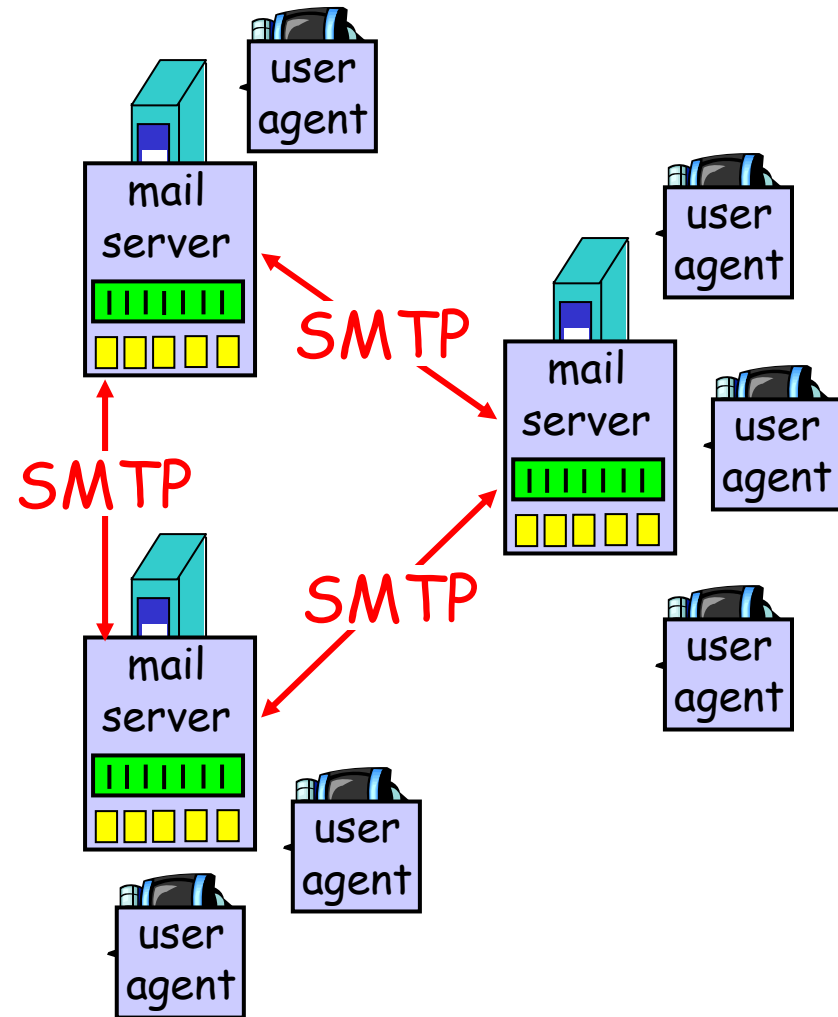 user
agent
mail
server
user
agent
SMTP
mail
server
user
agent
SMTP
SMTP
user
agent
mail
server
user
agent
user
agent